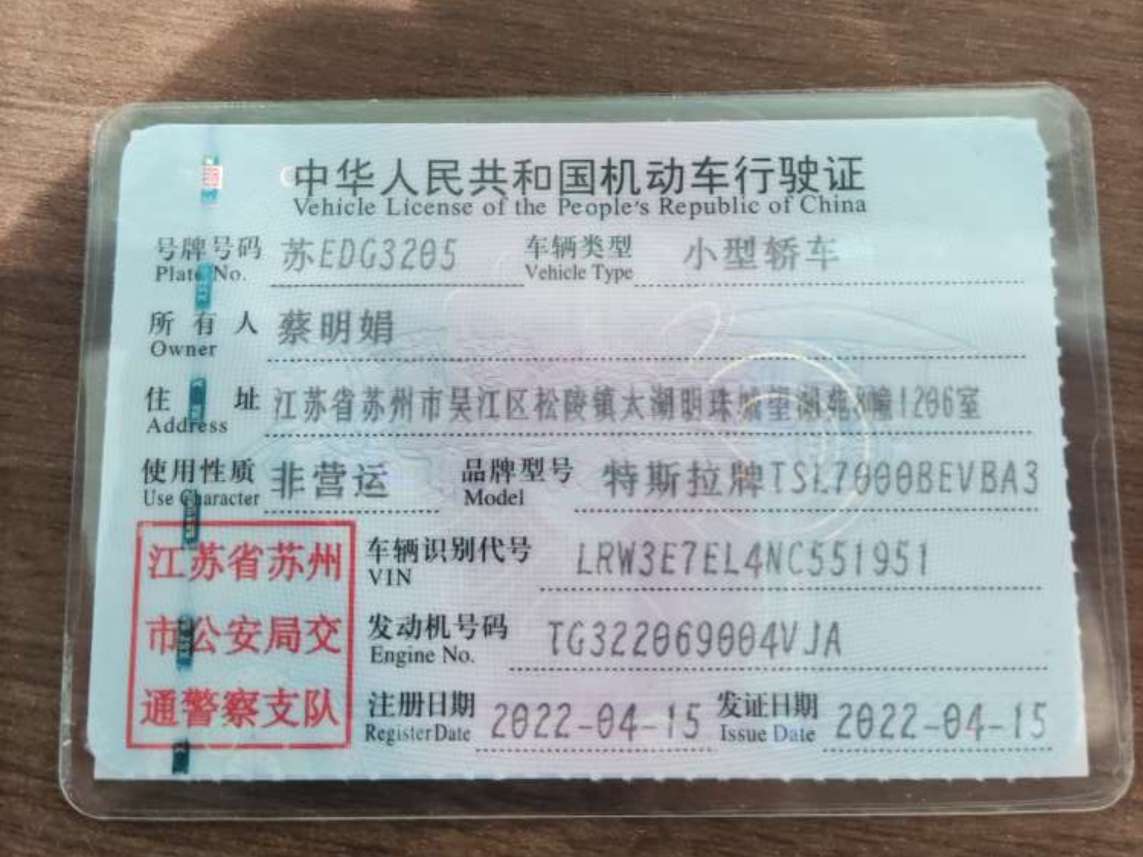 中华人民共和国机动车行驶证
Vehicle License of the People's Republic of China
号牌号码 苏EDG3205 车辆类型 小型轿车
Plate No. Vehicle Type
所有人 蔡明娟
Owner
住址 江苏省苏州市吴江区松陵镇太湖明珠城望湖苑8幢1206室
Address
使用性质 非营运 品牌型号 特斯拉牌TSL7000BEVBA3
Use Character Model
江苏省苏州
市公安局交
通警察支队
车辆识别代号 LRW3E7EL4NC551951
VIN
发动机号码 TG322069004VJA
Engine No.
注册日期 2022-04-15 发证日期 2022-04-15
Register Date Issue Date